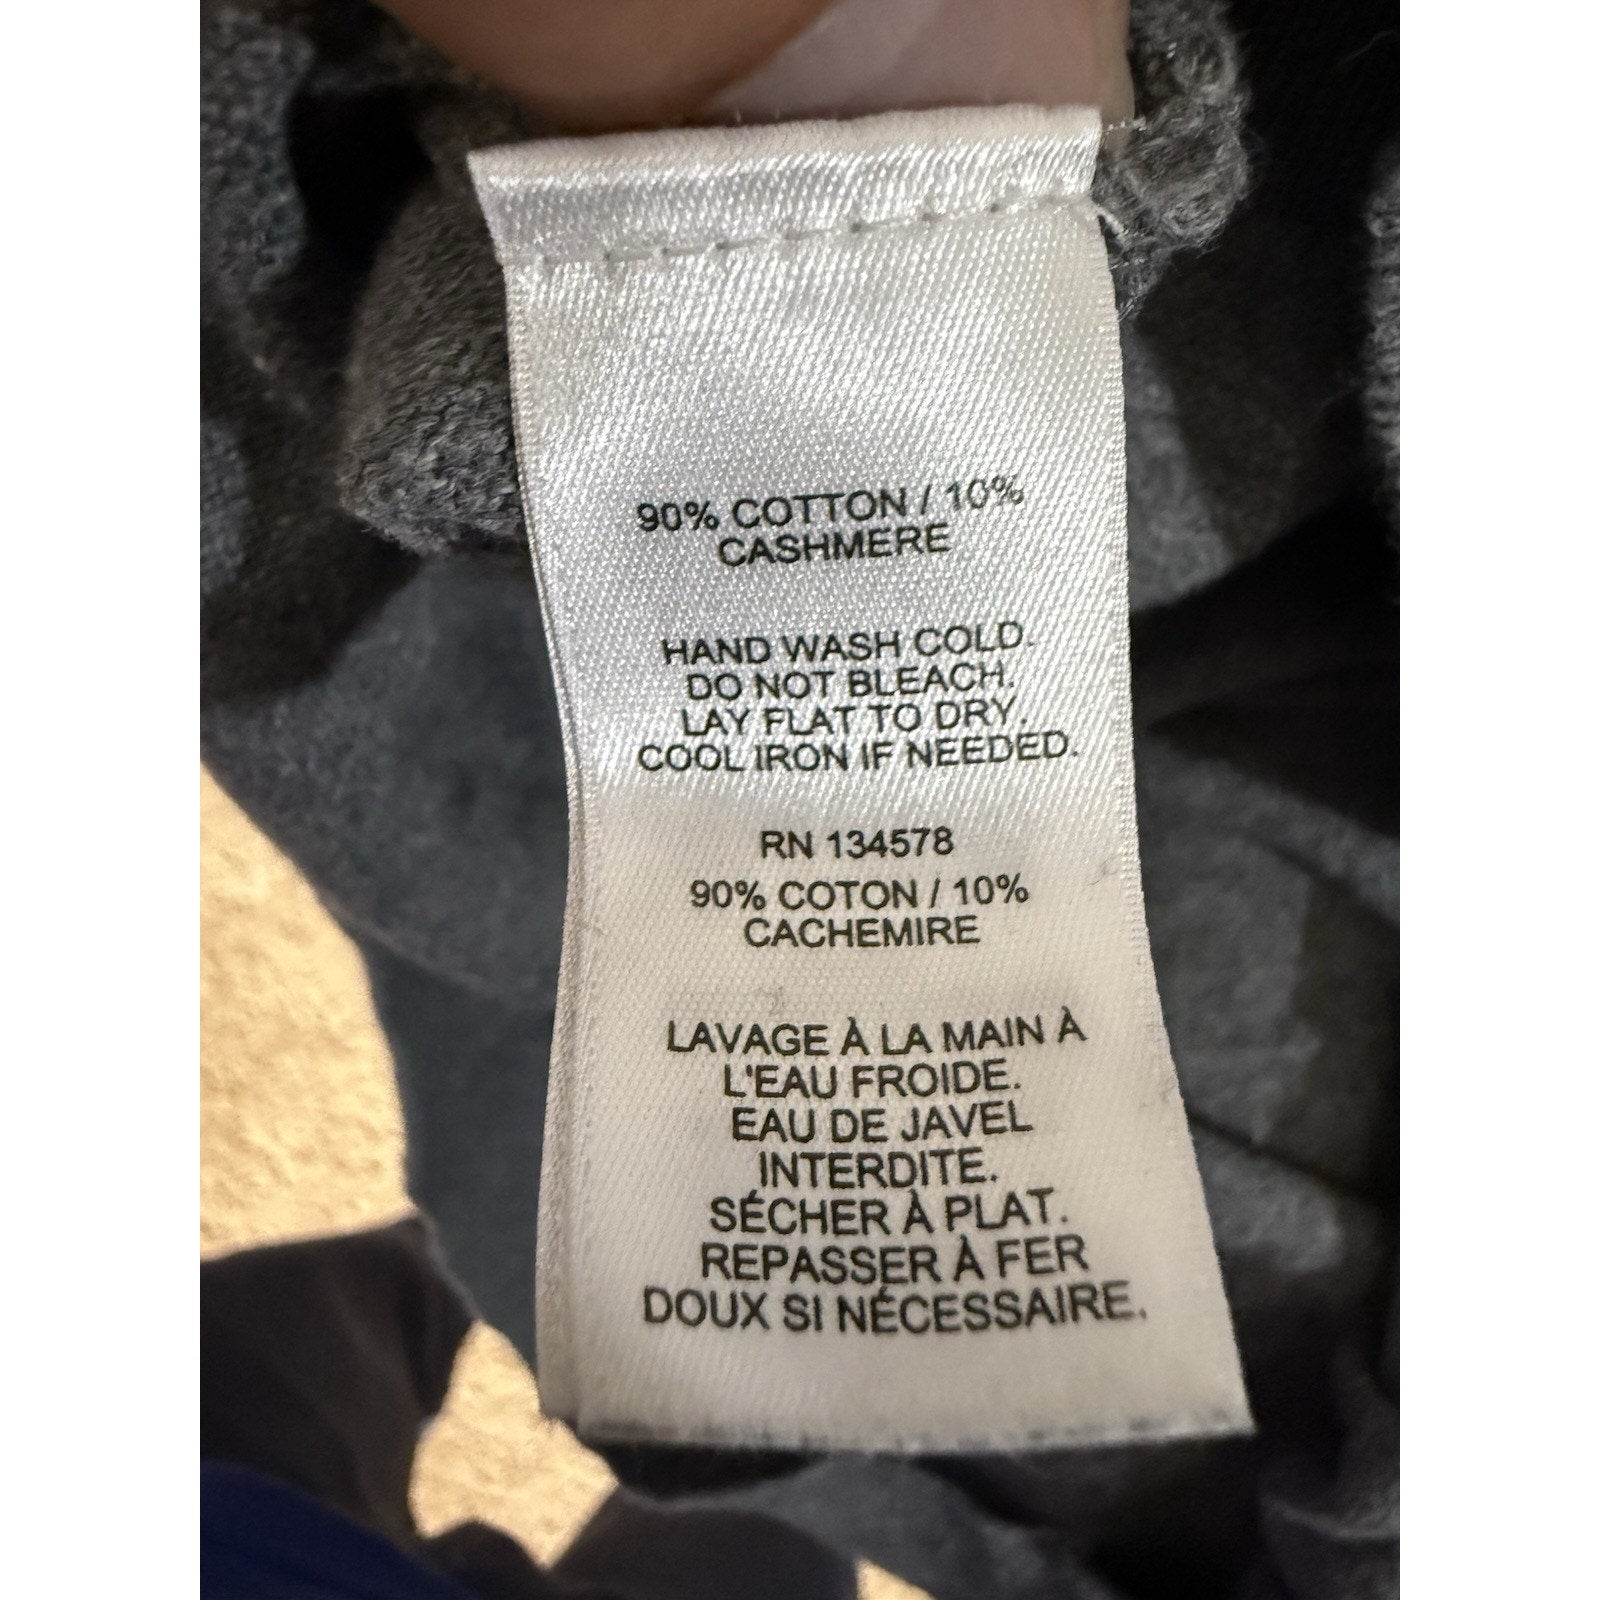 90% COTTON / 10%
CASHMERE
HAND WASH COLD.
DO NOT BLEACH.
LAY FLAT TO DRY.
COOL IRON IF NEEDED.
RN 134578
90% COTON / 10%
CACHEMIRE
LAVAGE À LA MAIN À
L'EAU FROIDE.
EAU DE JAVEL
INTERDITE.
SÉCHER À PLAT.
REPASSER À FER
DOUX SI NÉCESSAIRE.